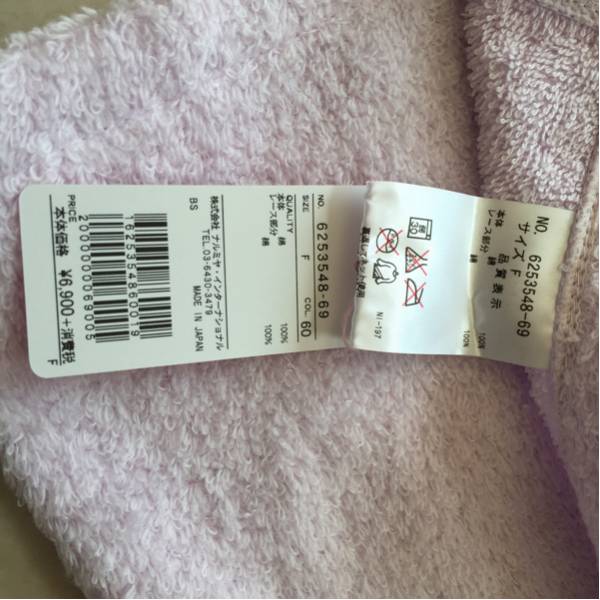 NO. 6253548-69
SIZE F COL. 60
QUALITY
本体 綿 100%
レース部分 綿 100%
株式会社 ナルミヤ・インターナショナル
TEL.03-6430-3479
BS MADE IN JAPAN
1625354860019
2000000069005
PRICE F
本体価格 ¥6,900+消費税
NO. 6253548-69
サイズ F
品質表示
本体 綿 100%
レース部分 綿 100%
30
NI-197